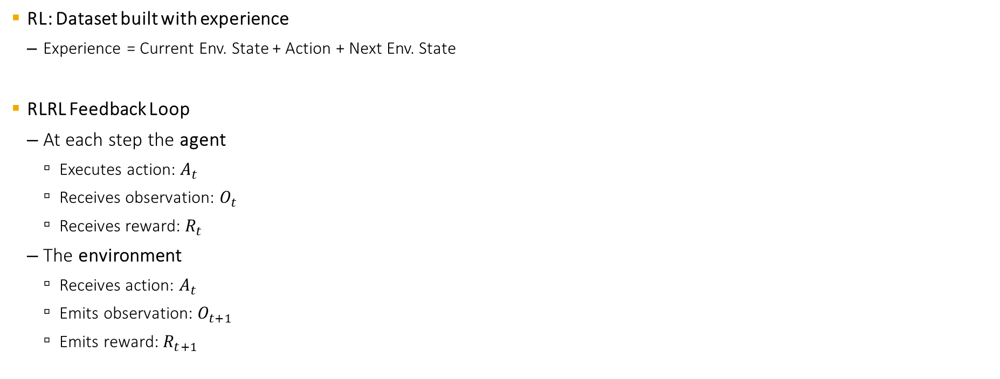 ▪ RL: Dataset built with experience
– Experience = Current Env. State + Action + Next Env. State
▪ RLRL Feedback Loop
– At each step the agent
▫ Executes action: A_t
▫ Receives observation: O_t
▫ Receives reward: R_t
– The environment
▫ Receives action: A_t
▫ Emits observation: O_{t+1}
▫ Emits reward: R_{t+1}